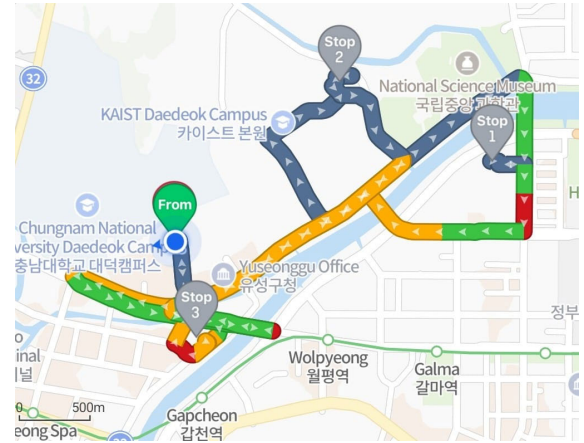 Stop
2
32
National Science Museum
국립중앙과학관
KAIST Daedeok Campus
카이스트 본원
Stop
1
From
Chungnam National
versity Daedeok Camp
충남대학교 대덕캠퍼스
Yuseonggu Office
유성구청
Stop
3
정부
Wolpyeong
월평역
Galma
갈마역
0
500m
Gapcheon
갑천역
eong Spa